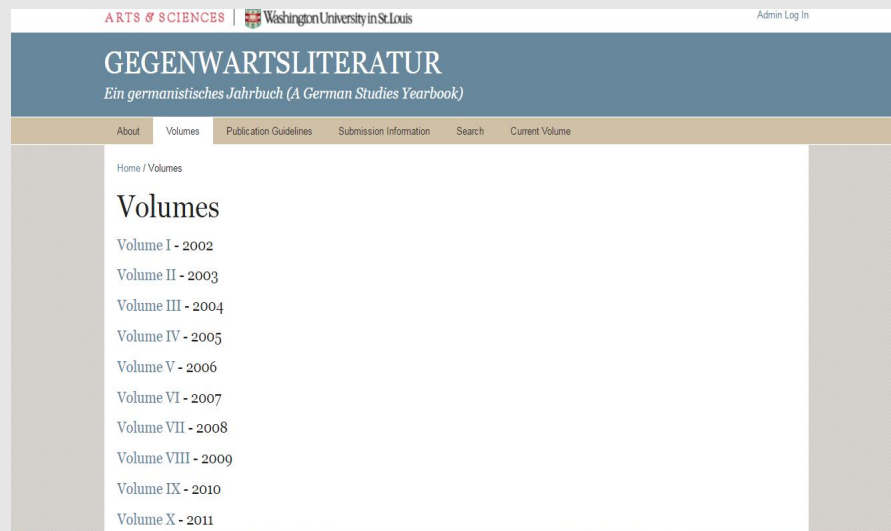 ARTS & SCIENCES | Washington University in St. Louis Admin Log In
GEGENWARTSLITERATUR
Ein germanistisches Jahrbuch (A German Studies Yearbook)
About Volumes Publication Guidelines Submission Information Search Current Volume
Home / Volumes
Volumes
Volume I - 2002
Volume II - 2003
Volume III - 2004
Volume IV - 2005
Volume V - 2006
Volume VI - 2007
Volume VII - 2008
Volume VIII - 2009
Volume IX - 2010
Volume X - 2011